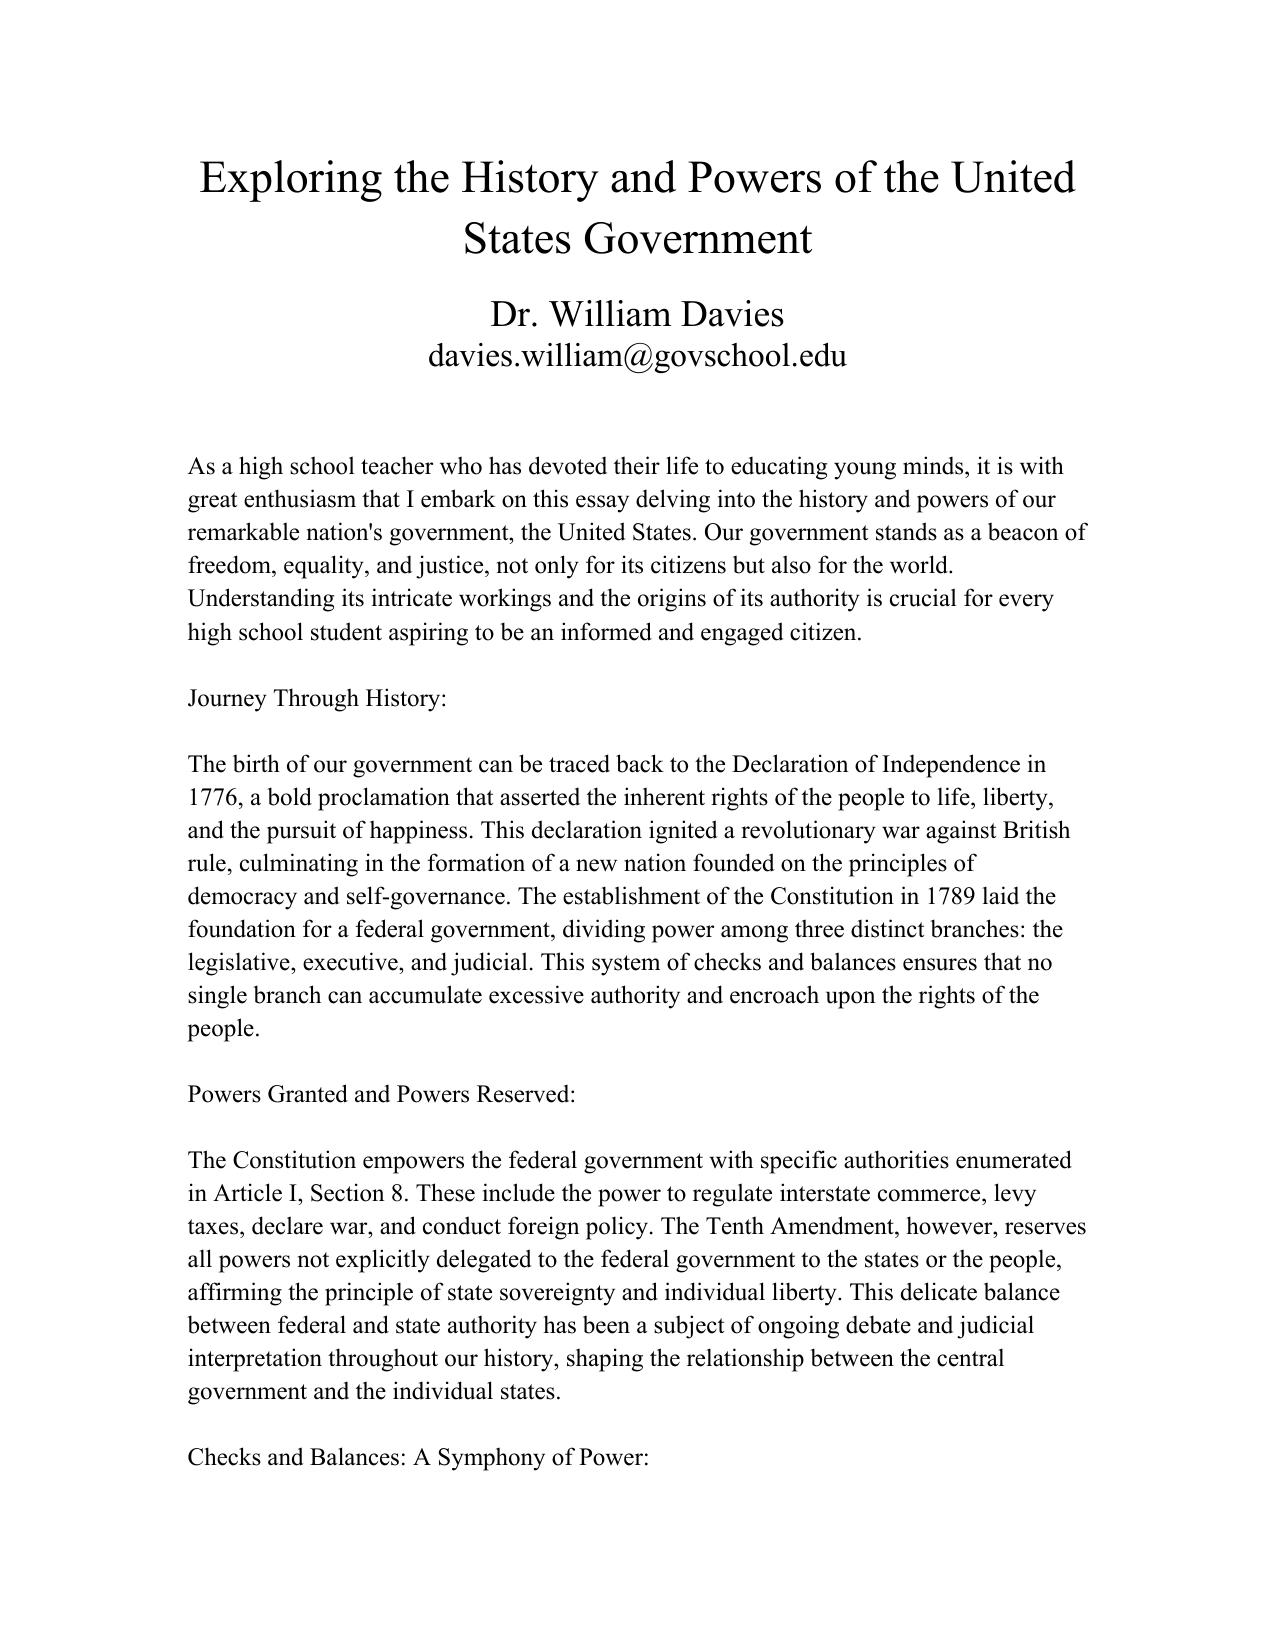 Exploring the History and Powers of the United
States Government
Dr. William Davies
davies.william@govschool.edu
As a high school teacher who has devoted their life to educating young minds, it is with
great enthusiasm that I embark on this essay delving into the history and powers of our
remarkable nation's government, the United States. Our government stands as a beacon of
freedom, equality, and justice, not only for its citizens but also for the world.
Understanding its intricate workings and the origins of its authority is crucial for every
high school student aspiring to be an informed and engaged citizen.
Journey Through History:
The birth of our government can be traced back to the Declaration of Independence in
1776, a bold proclamation that asserted the inherent rights of the people to life, liberty,
and the pursuit of happiness. This declaration ignited a revolutionary war against British
rule, culminating in the formation of a new nation founded on the principles of
democracy and self-governance. The establishment of the Constitution in 1789 laid the
foundation for a federal government, dividing power among three distinct branches: the
legislative, executive, and judicial. This system of checks and balances ensures that no
single branch can accumulate excessive authority and encroach upon the rights of the
people.
Powers Granted and Powers Reserved:
The Constitution empowers the federal government with specific authorities enumerated
in Article I, Section 8. These include the power to regulate interstate commerce, levy
taxes, declare war, and conduct foreign policy. The Tenth Amendment, however, reserves
all powers not explicitly delegated to the federal government to the states or the people,
affirming the principle of state sovereignty and individual liberty. This delicate balance
between federal and state authority has been a subject of ongoing debate and judicial
interpretation throughout our history, shaping the relationship between the central
government and the individual states.
Checks and Balances: A Symphony of Power: